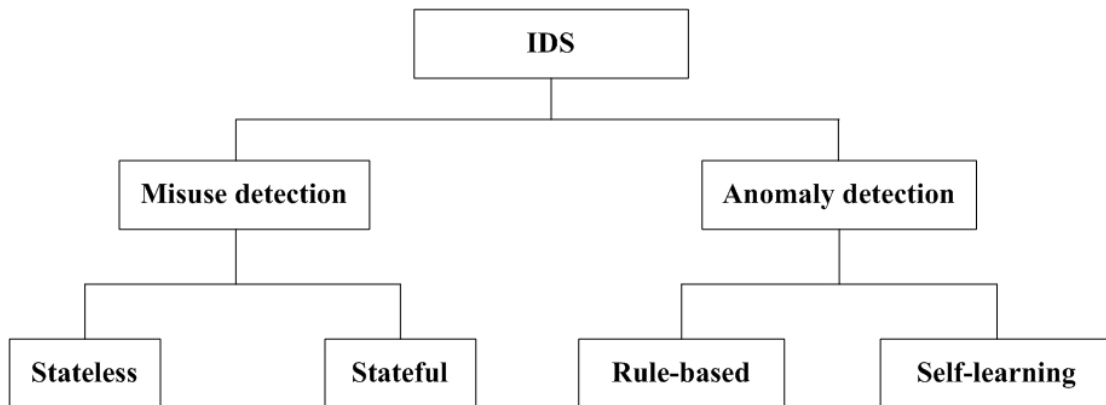 IDS
Misuse detection
Anomaly detection
Stateless
Stateful
Rule-based
Self-learning